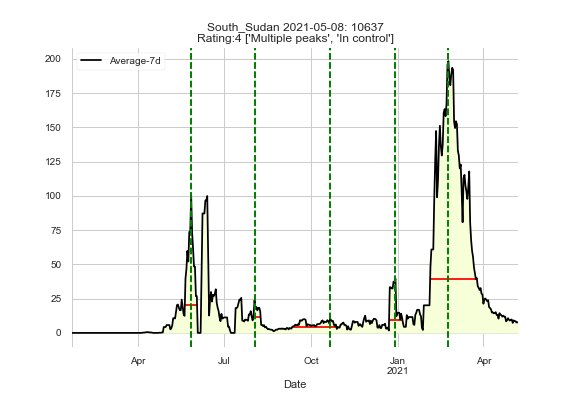 South_Sudan 2021-05-08: 10637
Rating:4 ['Multiple peaks', 'In control']
Average-7d
200
175
150
125
100
75
50
25
0
Apr Jul Oct Jan Apr
2021
Date